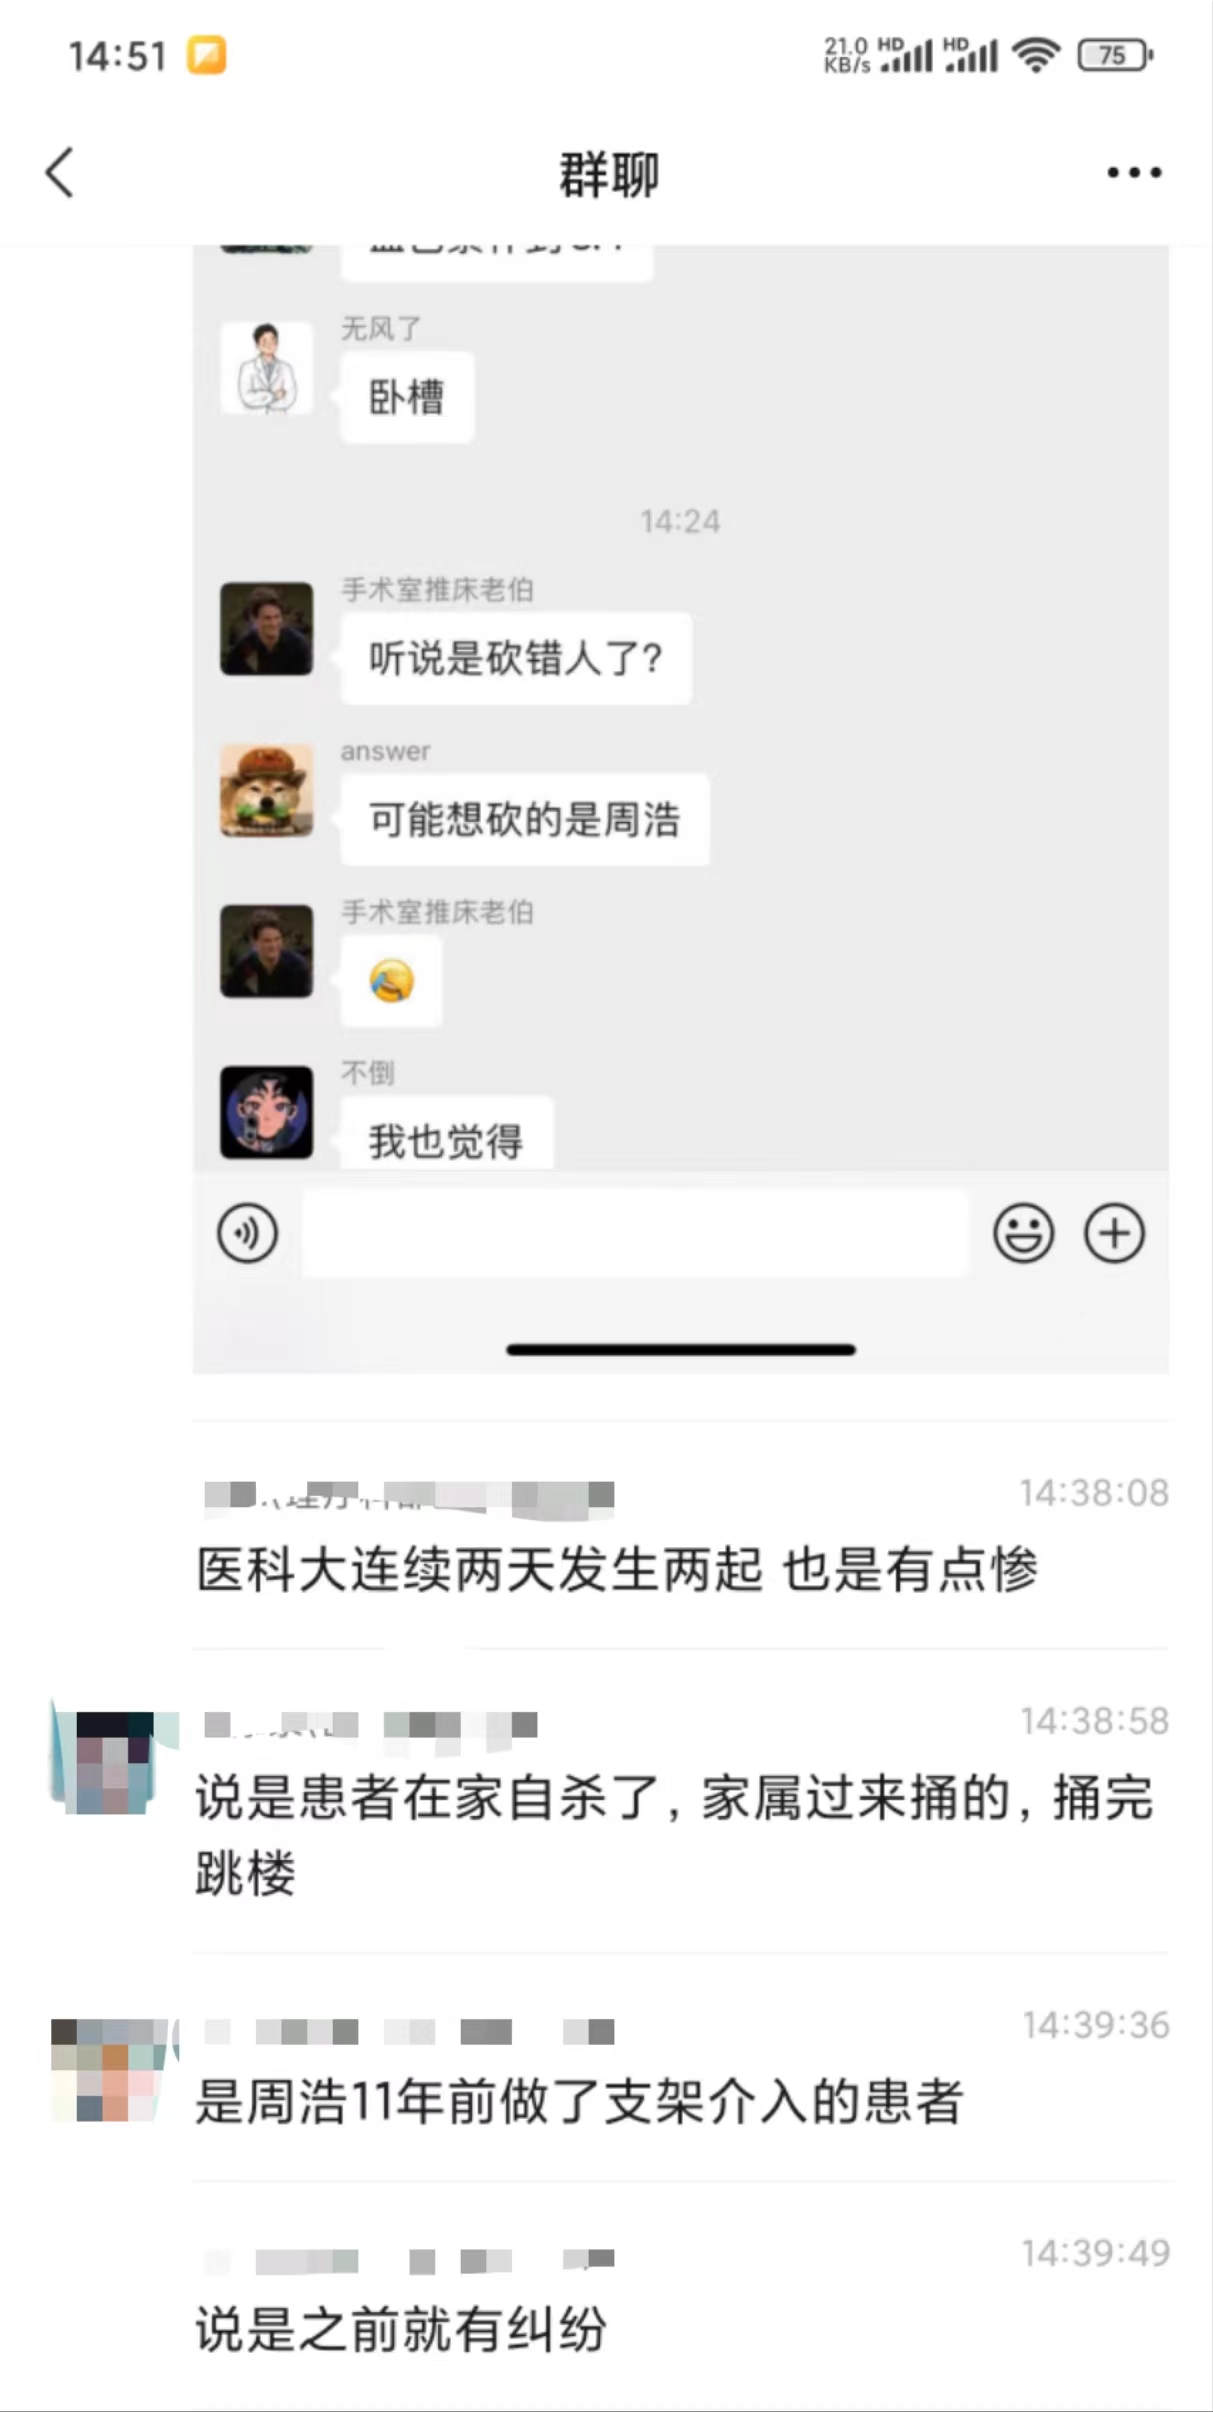 14:51
21.0
KB/s
HD
HD
75
群聊
无风了
卧槽
14:24
手术室推床老伯
听说是砍错人了?
answer
可能想砍的是周浩
手术室推床老伯
不倒
我也觉得
14:38:08
医科大连续两天发生两起 也是有点惨
14:38:58
说是患者在家自杀了, 家属过来捅的, 捅完
跳楼
14:39:36
是周浩11年前做了支架介入的患者
14:39:49
说是之前就有纠纷